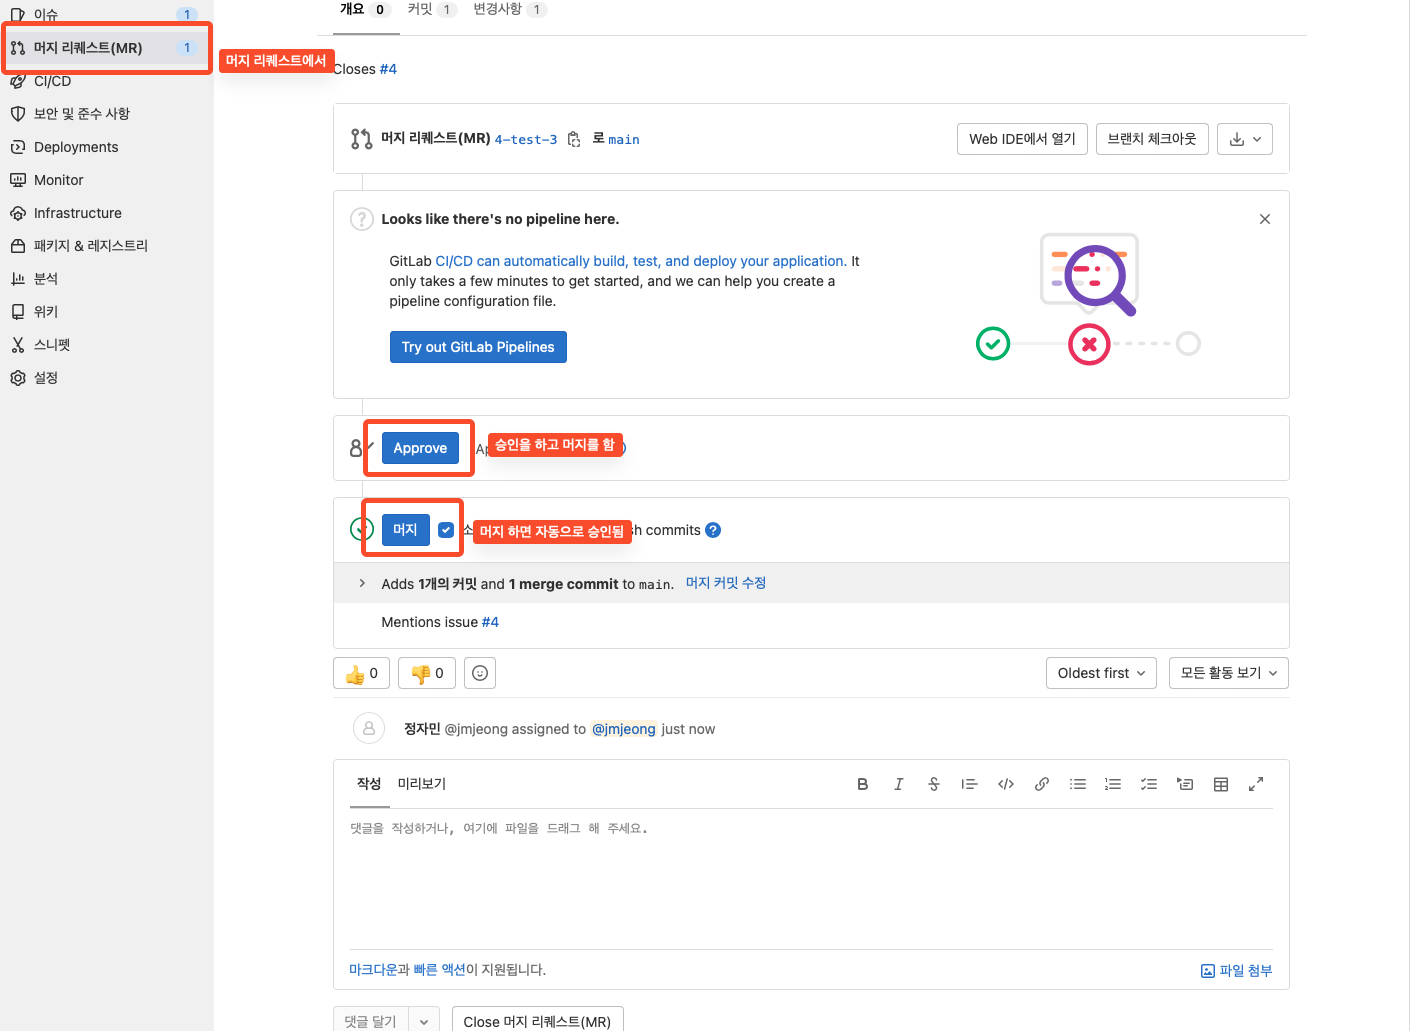 이슈 1
머지 리퀘스트(MR) 1
CI/CD
보안 및 준수 사항
Deployments
Monitor
Infrastructure
패키지 & 레지스트리
분석
위키
스니펫
설정
머지 리퀘스트에서
개요 0 커밋 1 변경사항 1
Closes #4
머지 리퀘스트(MR) 4-test-3 로 main
Web IDE에서 열기 브랜치 체크아웃
Looks like there's no pipeline here.
GitLab CI/CD can automatically build, test, and deploy your application. It
only takes a few minutes to get started, and we can help you create a
pipeline configuration file.
Try out GitLab Pipelines
Approve 승인을 하고 머지를 함
머지 소 머지 하면 자동으로 승인됨 sh commits
Adds 1개의 커밋 and 1 merge commit to main. 머지 커밋 수정
Mentions issue #4
0 0 Oldest first 모든 활동 보기
정자민 @jmjeong assigned to @jmjeong just now
작성 미리보기
댓글을 작성하거나, 여기에 파일을 드래그 해 주세요.
마크다운과 빠른 액션이 지원됩니다. 파일 첨부
댓글 달기 Close 머지 리퀘스트(MR)